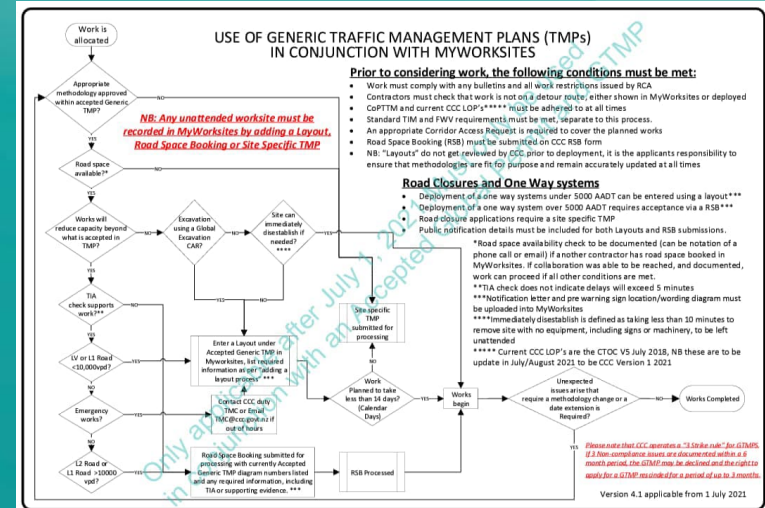 USE OF GENERIC TRAFFIC MANAGEMENT PLANS (TMPs)
IN CONJUNCTION WITH MYWORKSITES
Work is
allocated
Appropriate
methodology approved
within accepted Generic
TMP?
NO
YES
NB: Any unattended worksite must be
recorded in MyWorksites by adding a Layout,
Road Space Booking or Site Specific TMP
Prior to considering work, the following conditions must be met:
• Work must comply with any bulletins and all work restrictions issued by RCA
• Contractors must check that work is not on a detour route, either shown in MyWorksites or deployed
• CoPTTM and current CCC LOP's***** must be adhered to at all times
• Standard TIM and FWV requirements must be met, separate to this process.
• An appropriate Corridor Access Request is required to cover the planned works
• Road Space Booking (RSB) must be submitted on CCC RSB form
• NB: "Layouts" do not get reviewed by CCC prior to deployment, it is the applicants responsibility to
ensure that methodologies are fit for purpose and remain accurately updated at all times
Road Closures and One Way systems
• Deployment of a one way systems under 5000 AADT can be entered using a layout***
• Deployment of a one way system over 5000 AADT requires acceptance via a RSB***
• Road closure applications require a site specific TMP
• Public notification details must be included for both Layouts and RSB submissions.
*Road space availability check to be documented (can be notation of a
phone call or email) if another contractor has road space booked in
MyWorksites. If collaboration was able to be reached, and documented,
work can proceed if all other conditions are met.
**TIA check does not indicate delays will exceed 5 minutes
***Notification letter and pre warning sign location/wording diagram must
be uploaded into MyWorksites
****Immediately disestablish is defined as taking less than 10 minutes to
remove site with no equipment, including signs or machinery, to be left
unattended
***** Current CCC LOP's are the CTOC V5 July 2018, NB these are to be
update in July/August 2021 to be CCC Version 1 2021
Road space
available?*
NO
YES
Works will
reduce capacity beyond
what is accepted in
TMP?
NO
YES
Excavation
using a Global
Excavation
CAR?
NO
YES
Site can
immediately
disestablish if
needed?
****
YES
NO
TIA
check supports
work?**
NO
YES
LV or L1 Road
<10,000vpd?
YES
NO
Enter a Layout under
Accepted Generic TMP in
Myworksites, list required
information as per "adding a
layout process" ***
Site specific
TMP
submitted for
processing
NO
Work
Planned to take
less than 14 days?
(Calendar
Days)
YES
Works
begin
Unexpected
issues arise that
require a methodology change or a
date extension is
Required?
NO
Works Completed
YES
Emergency
works?
YES
NO
Contact CCC duty
TMC or Email
TMC@ccc.govt.nz if
out of hours
L2 Road or
L1 Road >10000
vpd?
YES
Road Space Booking submitted for
processing with currently Accepted
Generic TMP diagram numbers listed
and any required information, including
TIA or supporting evidence. ***
RSB Processed
Please note that CCC operates a "3 Strike rule" for GTMPS.
If 3 Non-compliance issues are documented within a 6
month period, the GTMP may be declined and the right to
apply for a GTMP rescinded for a period of up to 3 months.
Version 4.1 applicable from 1 July 2021